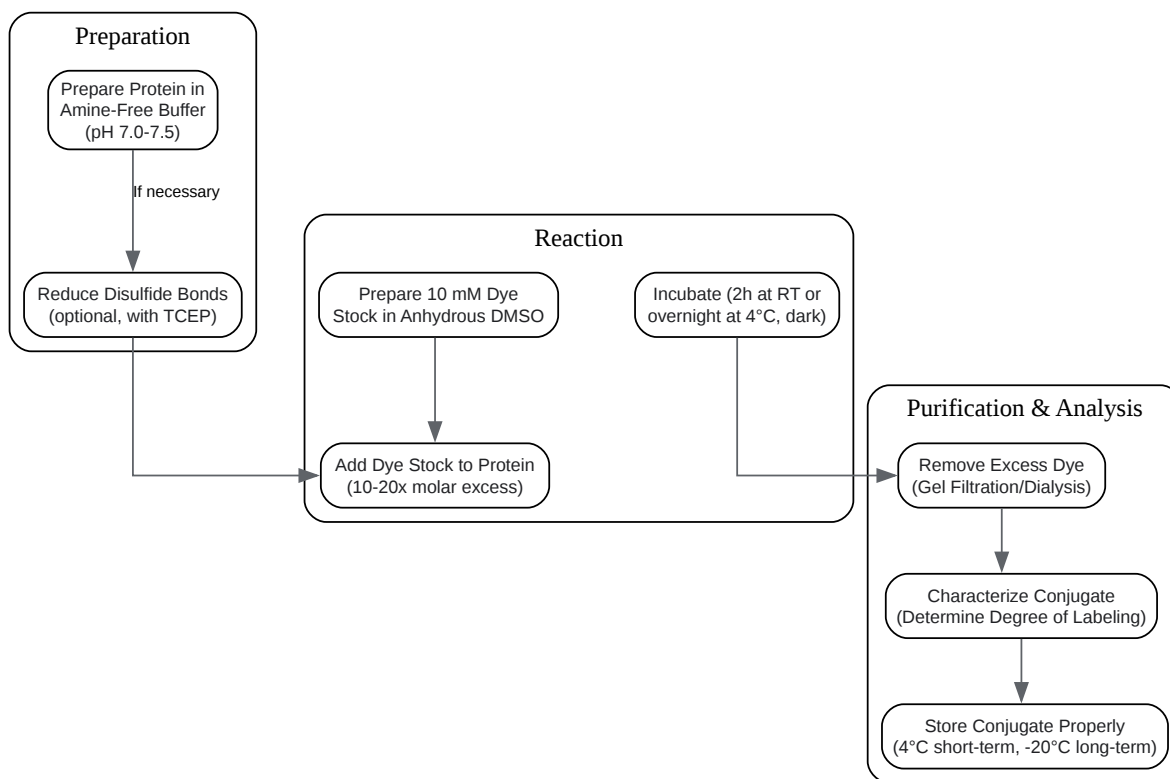 Preparation
Prepare Protein in
Amine-Free Buffer
(pH 7.0-7.5)
If necessary
Reduce Disulfide Bonds
(optional, with TCEP)
Reaction
Prepare 10 mM Dye
Stock in Anhydrous DMSO
Incubate (2h at RT or
overnight at 4°C, dark)
Add Dye Stock to Protein
(10-20x molar excess)
Purification & Analysis
Remove Excess Dye
(Gel Filtration/Dialysis)
Characterize Conjugate
(Determine Degree of Labeling)
Store Conjugate Properly
(4°C short-term, -20°C long-term)